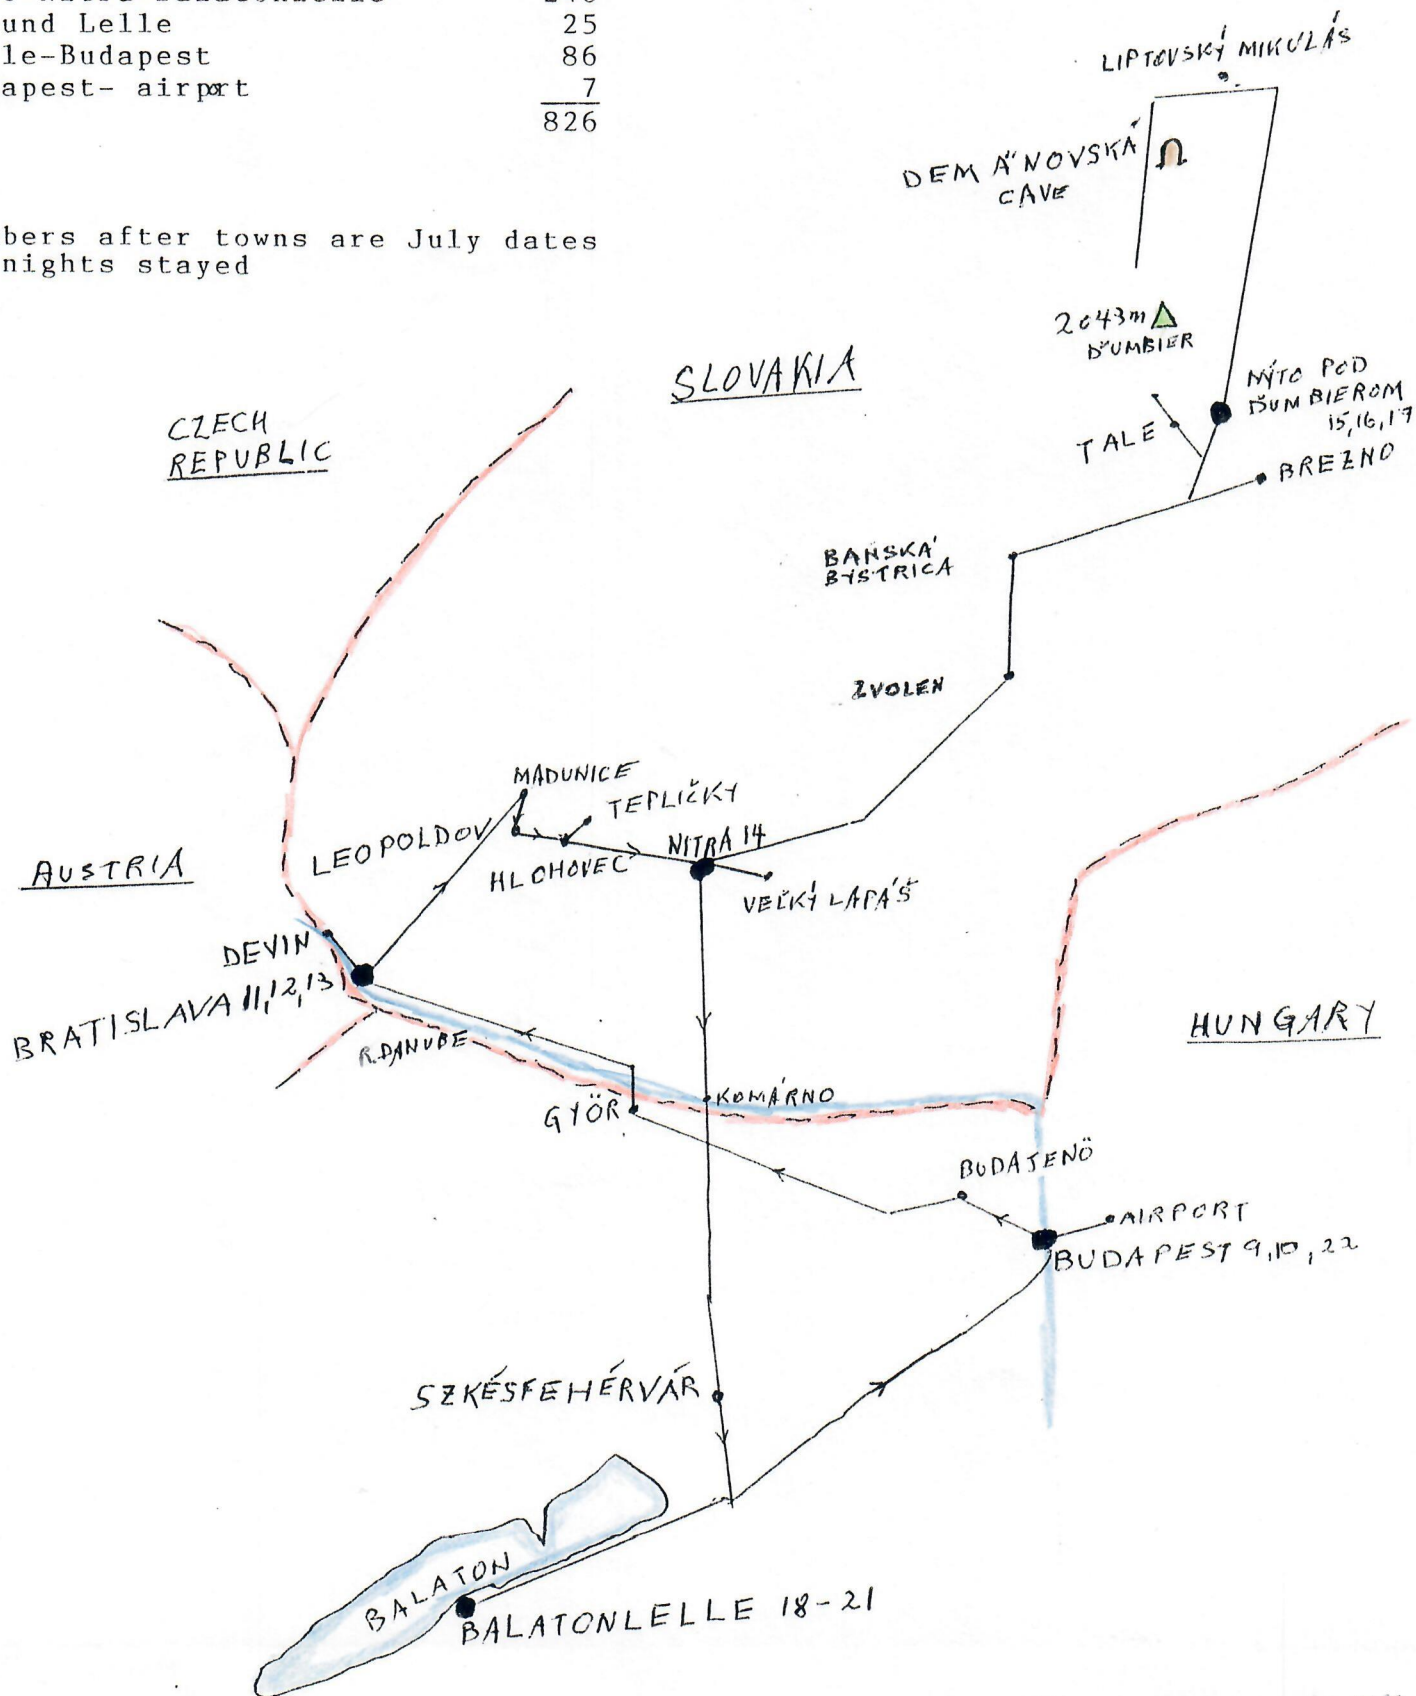 und Lelle 25
le-Budapest 86
apest- airport 7
826
bers after towns are July dates
nights stayed
LIPTOVSKÝ MIKULÁS
DEMÄNOVSKÁ
CAVE
2043m
ĎUMBIER
SLOVAKIA
CZECH
REPUBLIC
MÝTO POD
ĎUMBIEROM
15,16,17
TALE
BREZNO
BANSKÁ
BYSTRICA
ZVOLEN
MADUNICE
TEPLIČKY
LEOPOLDOV
NITRA 14
HLOHOVEC
VEĽKÝ LAPÁŠ
AUSTRIA
DEVIN
BRATISLAVA 11,12,13
HUNGARY
R.DANUBE
KOMÁRNO
GYÖR
BUDAJENÖ
AIRPORT
BUDAPEST 9,10,22
SZKÉSFEHÉRVÁR
BALATON
BALATONLELLE 18-21